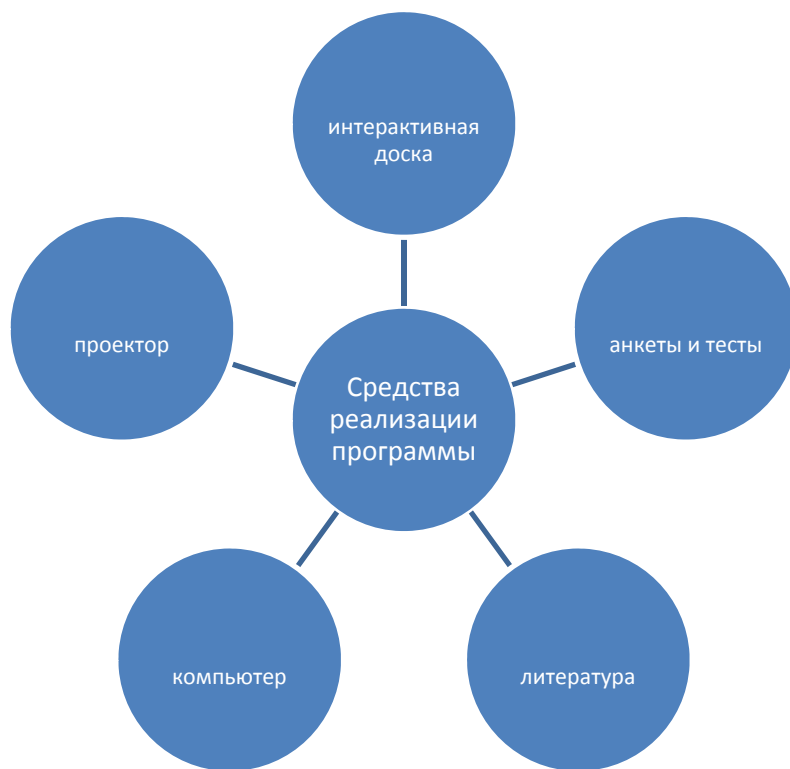 интерактивная
доска
проектор
анкеты и тесты
Средства
реализации
программы
компьютер
литература